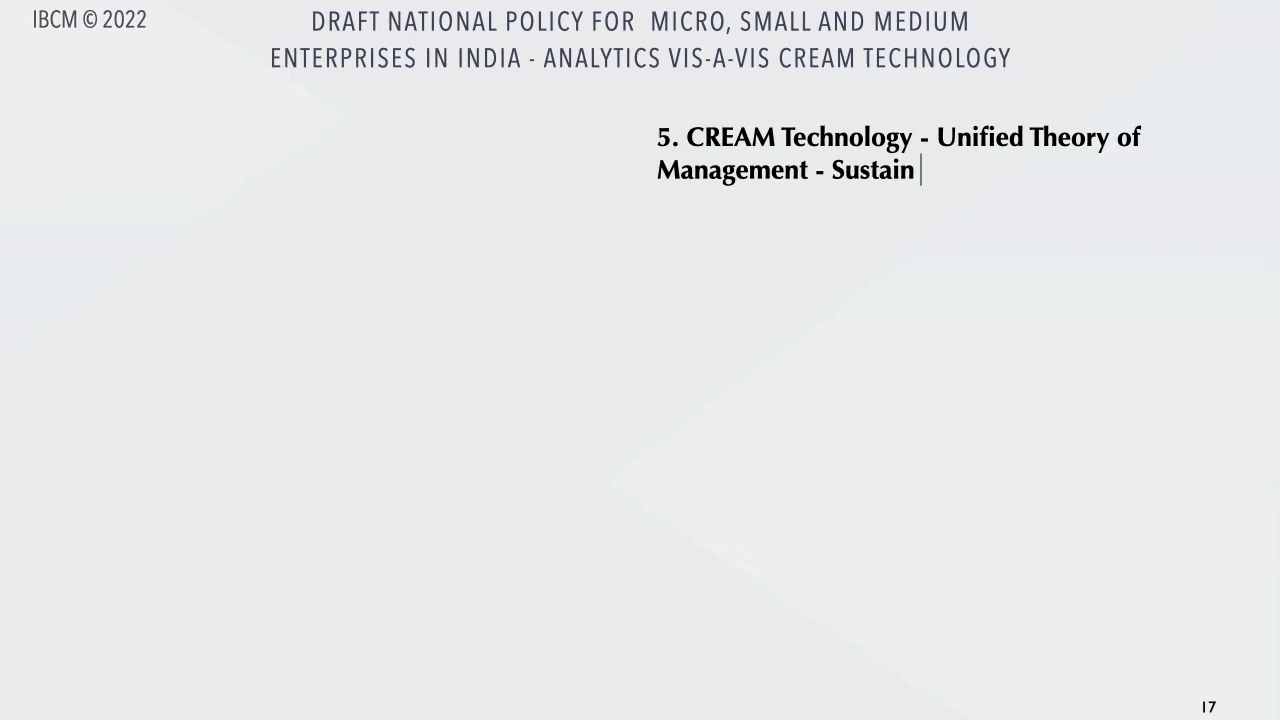 IBCM © 2022
DRAFT NATIONAL POLICY FOR MICRO, SMALL AND MEDIUM
ENTERPRISES IN INDIA - ANALYTICS VIS-A-VIS CREAM TECHNOLOGY
5. CREAM Technology - Unified Theory of
Management - Sustain
17